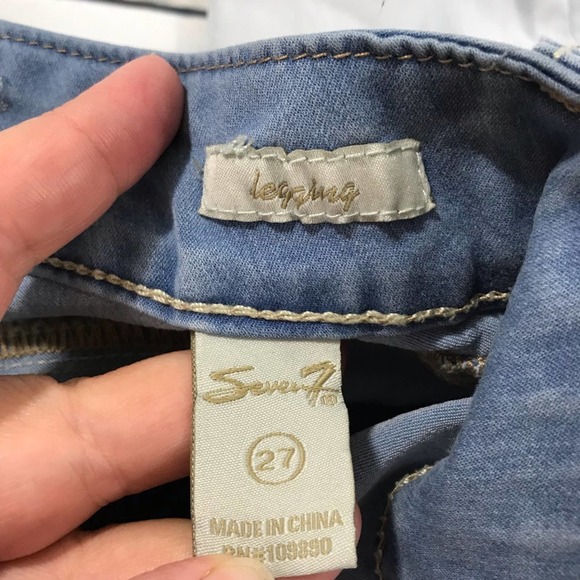 legging
Seven7®
27
MADE IN CHINA
RN#109890